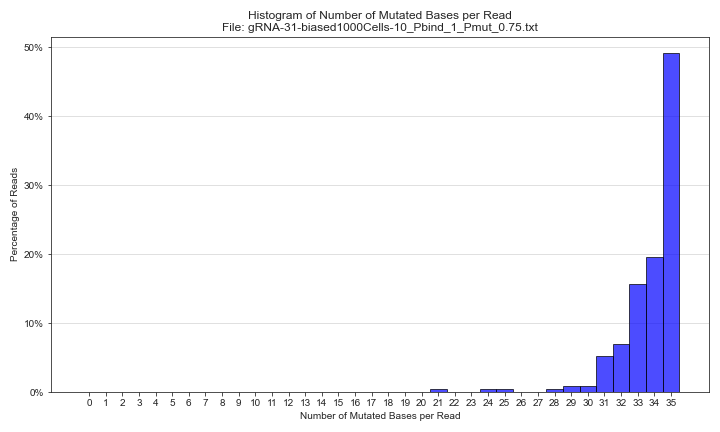 Histogram of Number of Mutated Bases per Read
File: gRNA-31-biased1000Cells-10_Pbind_1_Pmut_0.75.txt
50%
40%
30%
20%
10%
0%
Percentage of Reads
0 1 2 3 4 5 6 7 8 9 10 11 12 13 14 15 16 17 18 19 20 21 22 23 24 25 26 27 28 29 30 31 32 33 34 35
Number of Mutated Bases per Read